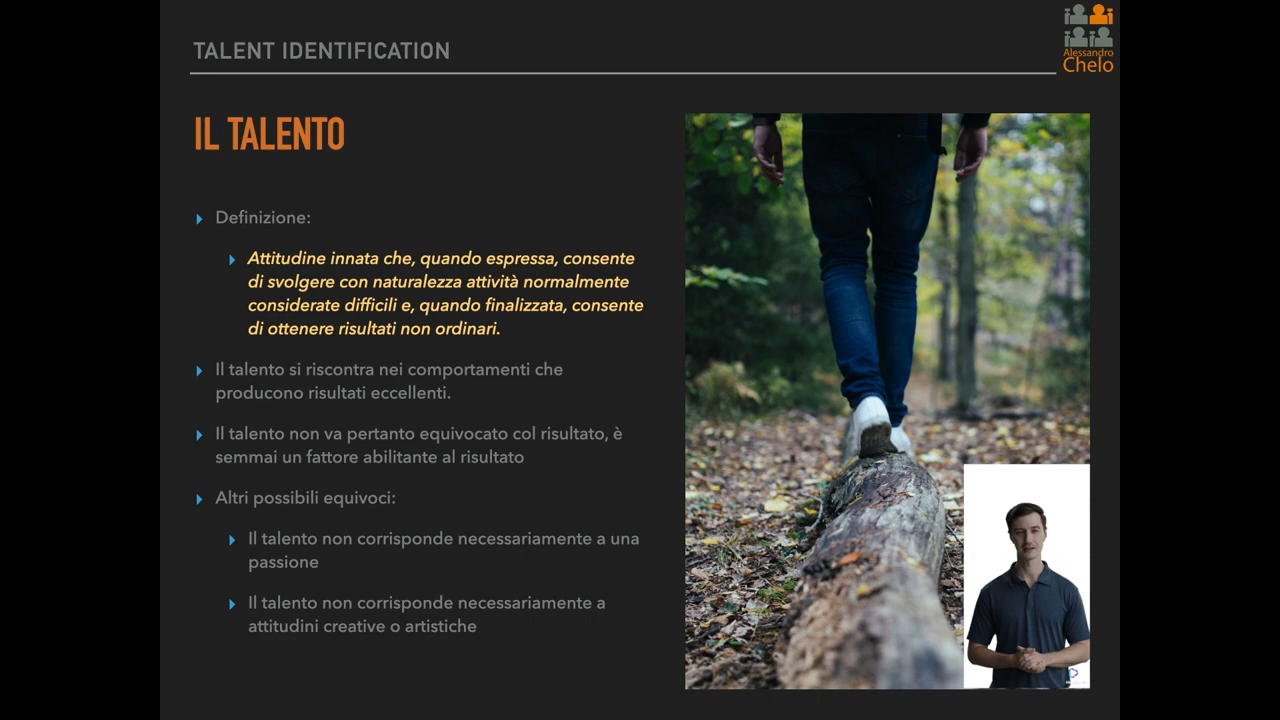 TALENT IDENTIFICATION
Alessandro
Chelo
IL TALENTO
Definizione:
Attitudine innata che, quando espressa, consente
di svolgere con naturalezza attività normalmente
considerate difficili e, quando finalizzata, consente
di ottenere risultati non ordinari.
Il talento si riscontra nei comportamenti che
producono risultati eccellenti.
Il talento non va pertanto equivocato col risultato, è
semmai un fattore abilitante al risultato
Altri possibili equivoci:
Il talento non corrisponde necessariamente a una
passione
Il talento non corrisponde necessariamente a
attitudini creative o artistiche